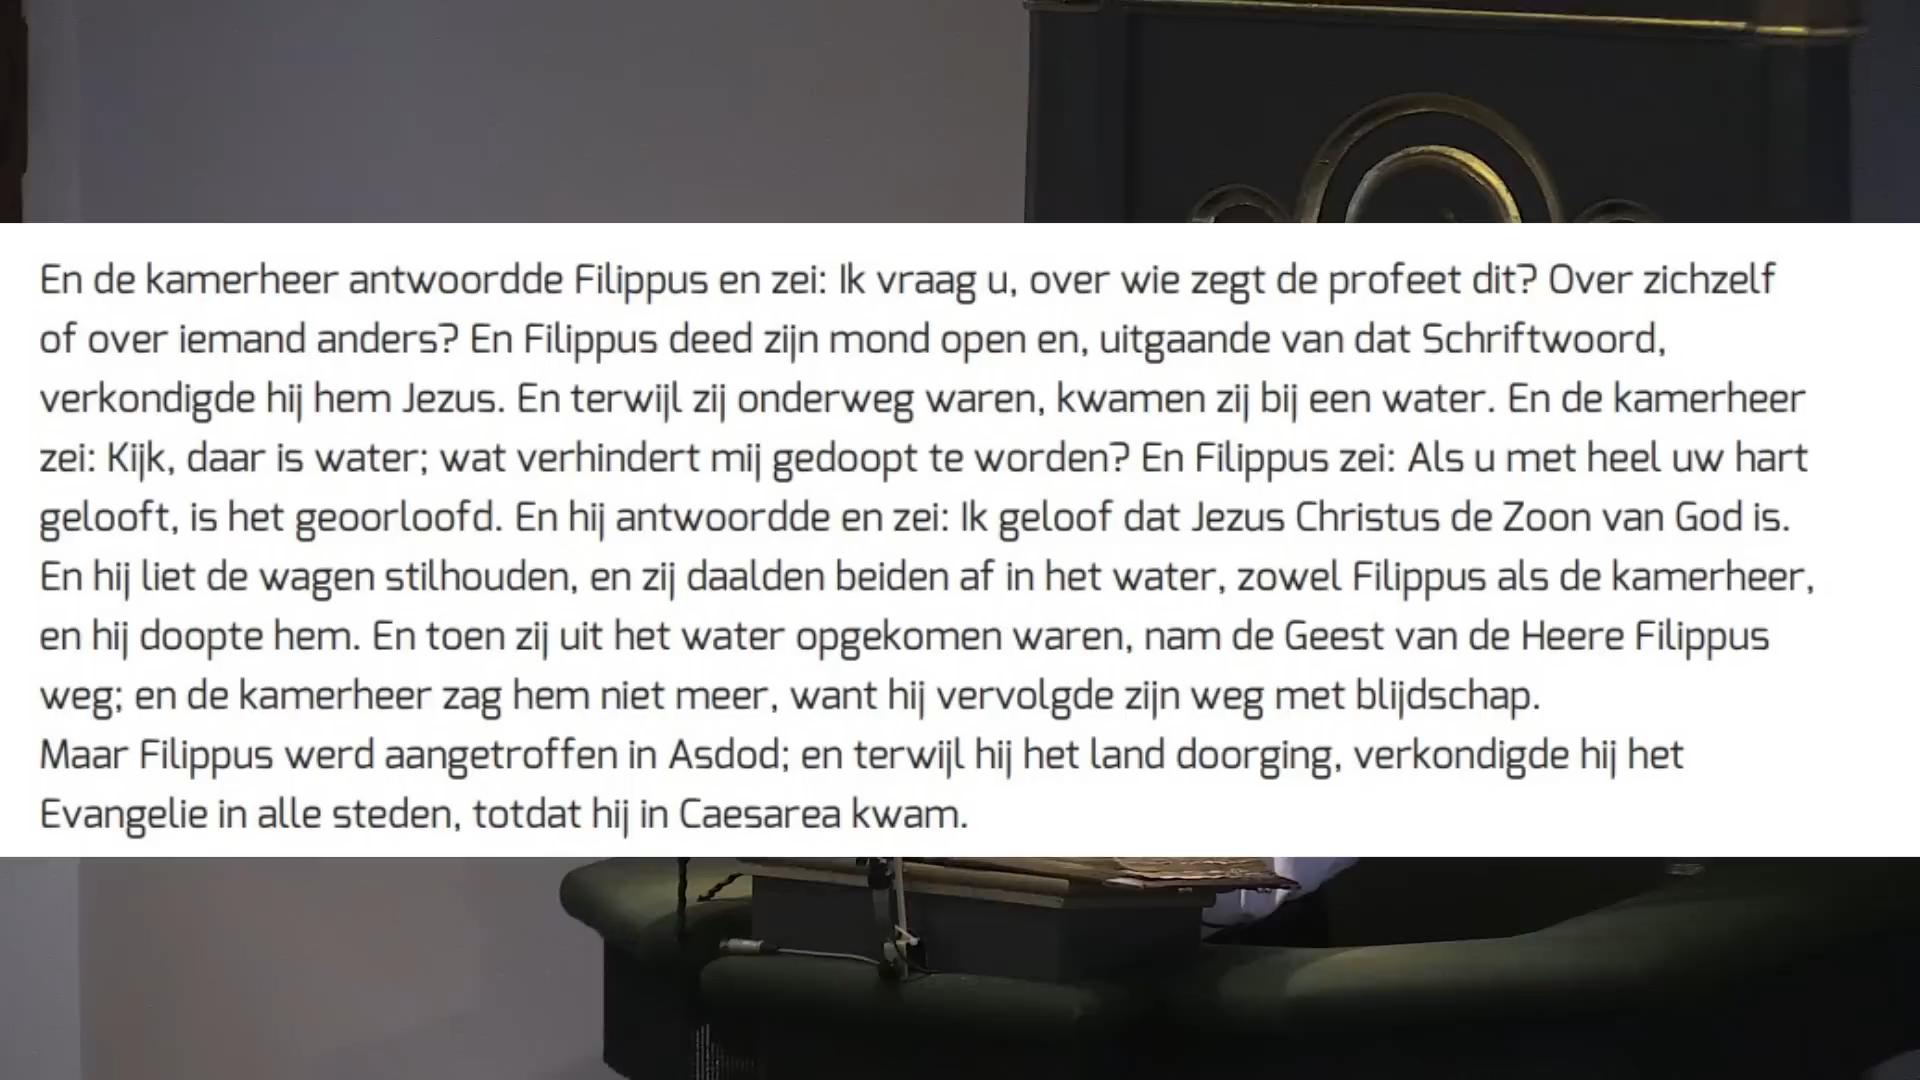 En de kamerheer antwoordde Filippus en zei: Ik vraag u, over wie zegt de profeet dit? Over zichzelf
of over iemand anders? En Filippus deed zijn mond open en, uitgaande van dat Schriftwoord,
verkondigde hij hem Jezus. En terwijl zij onderweg waren, kwamen zij bij een water. En de kamerheer
zei: Kijk, daar is water; wat verhindert mij gedoopt te worden? En Filippus zei: Als u met heel uw hart
gelooft, is het geoorloofd. En hij antwoordde en zei: Ik geloof dat Jezus Christus de Zoon van God is.
En hij liet de wagen stilhouden, en zij daalden beiden af in het water, zowel Filippus als de kamerheer,
en hij doopte hem. En toen zij uit het water opgekomen waren, nam de Geest van de Heere Filippus
weg; en de kamerheer zag hem niet meer, want hij vervolgde zijn weg met blijdschap.
Maar Filippus werd aangetroffen in Asdod; en terwijl hij het land doorging, verkondigde hij het
Evangelie in alle steden, totdat hij in Caesarea kwam.